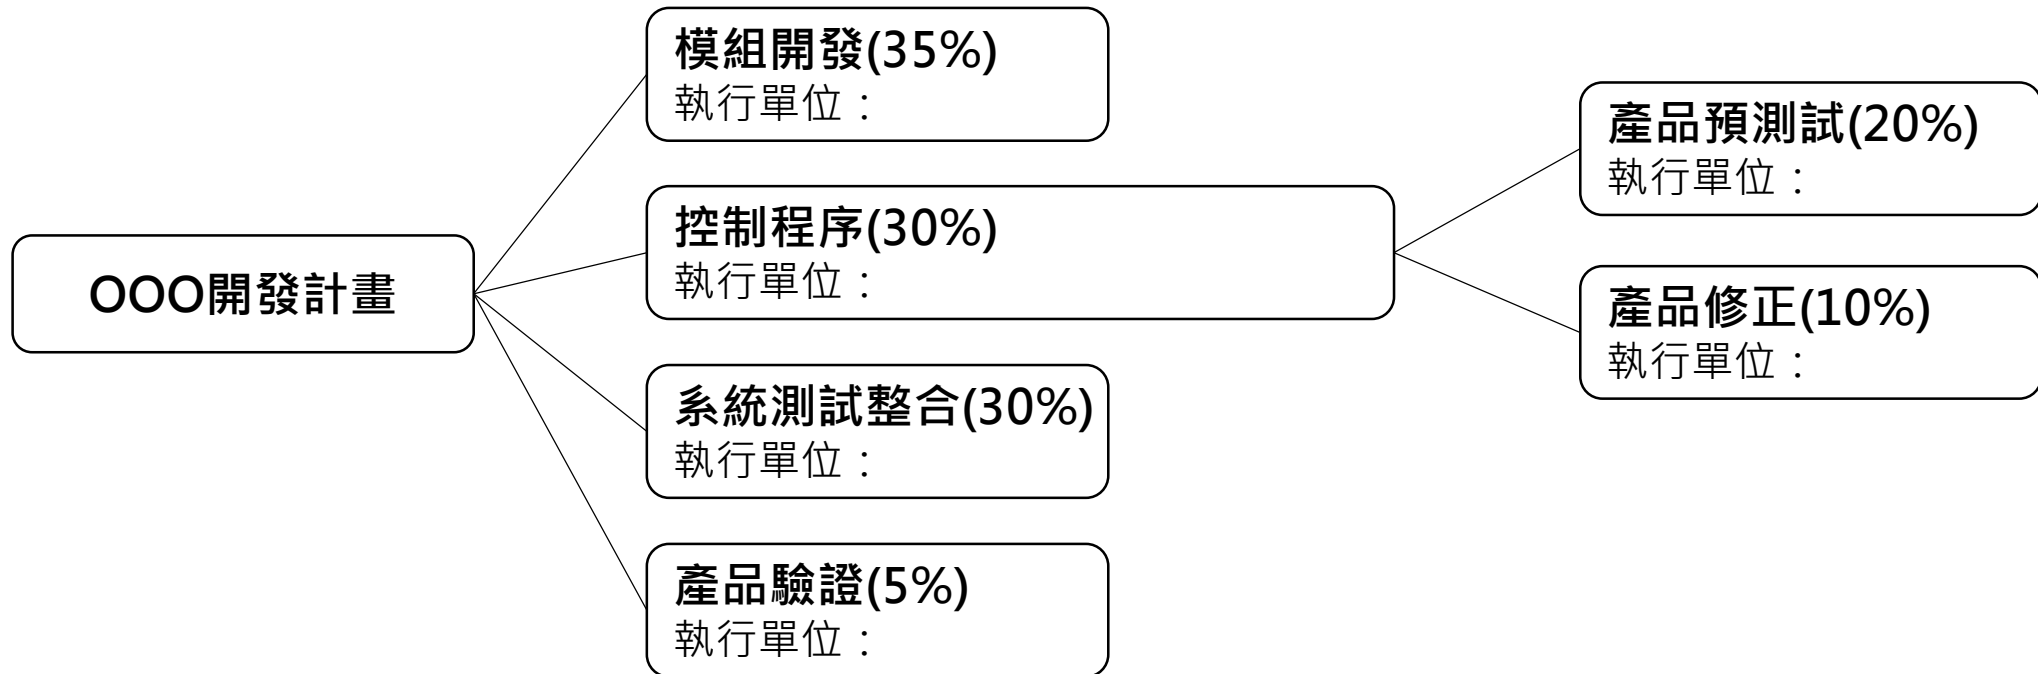 OOO開發計畫
模組開發(35%)
執行單位：
控制程序(30%)
執行單位：
系統測試整合(30%)
執行單位：
產品驗證(5%)
執行單位：
產品預測試(20%)
執行單位：
產品修正(10%)
執行單位：